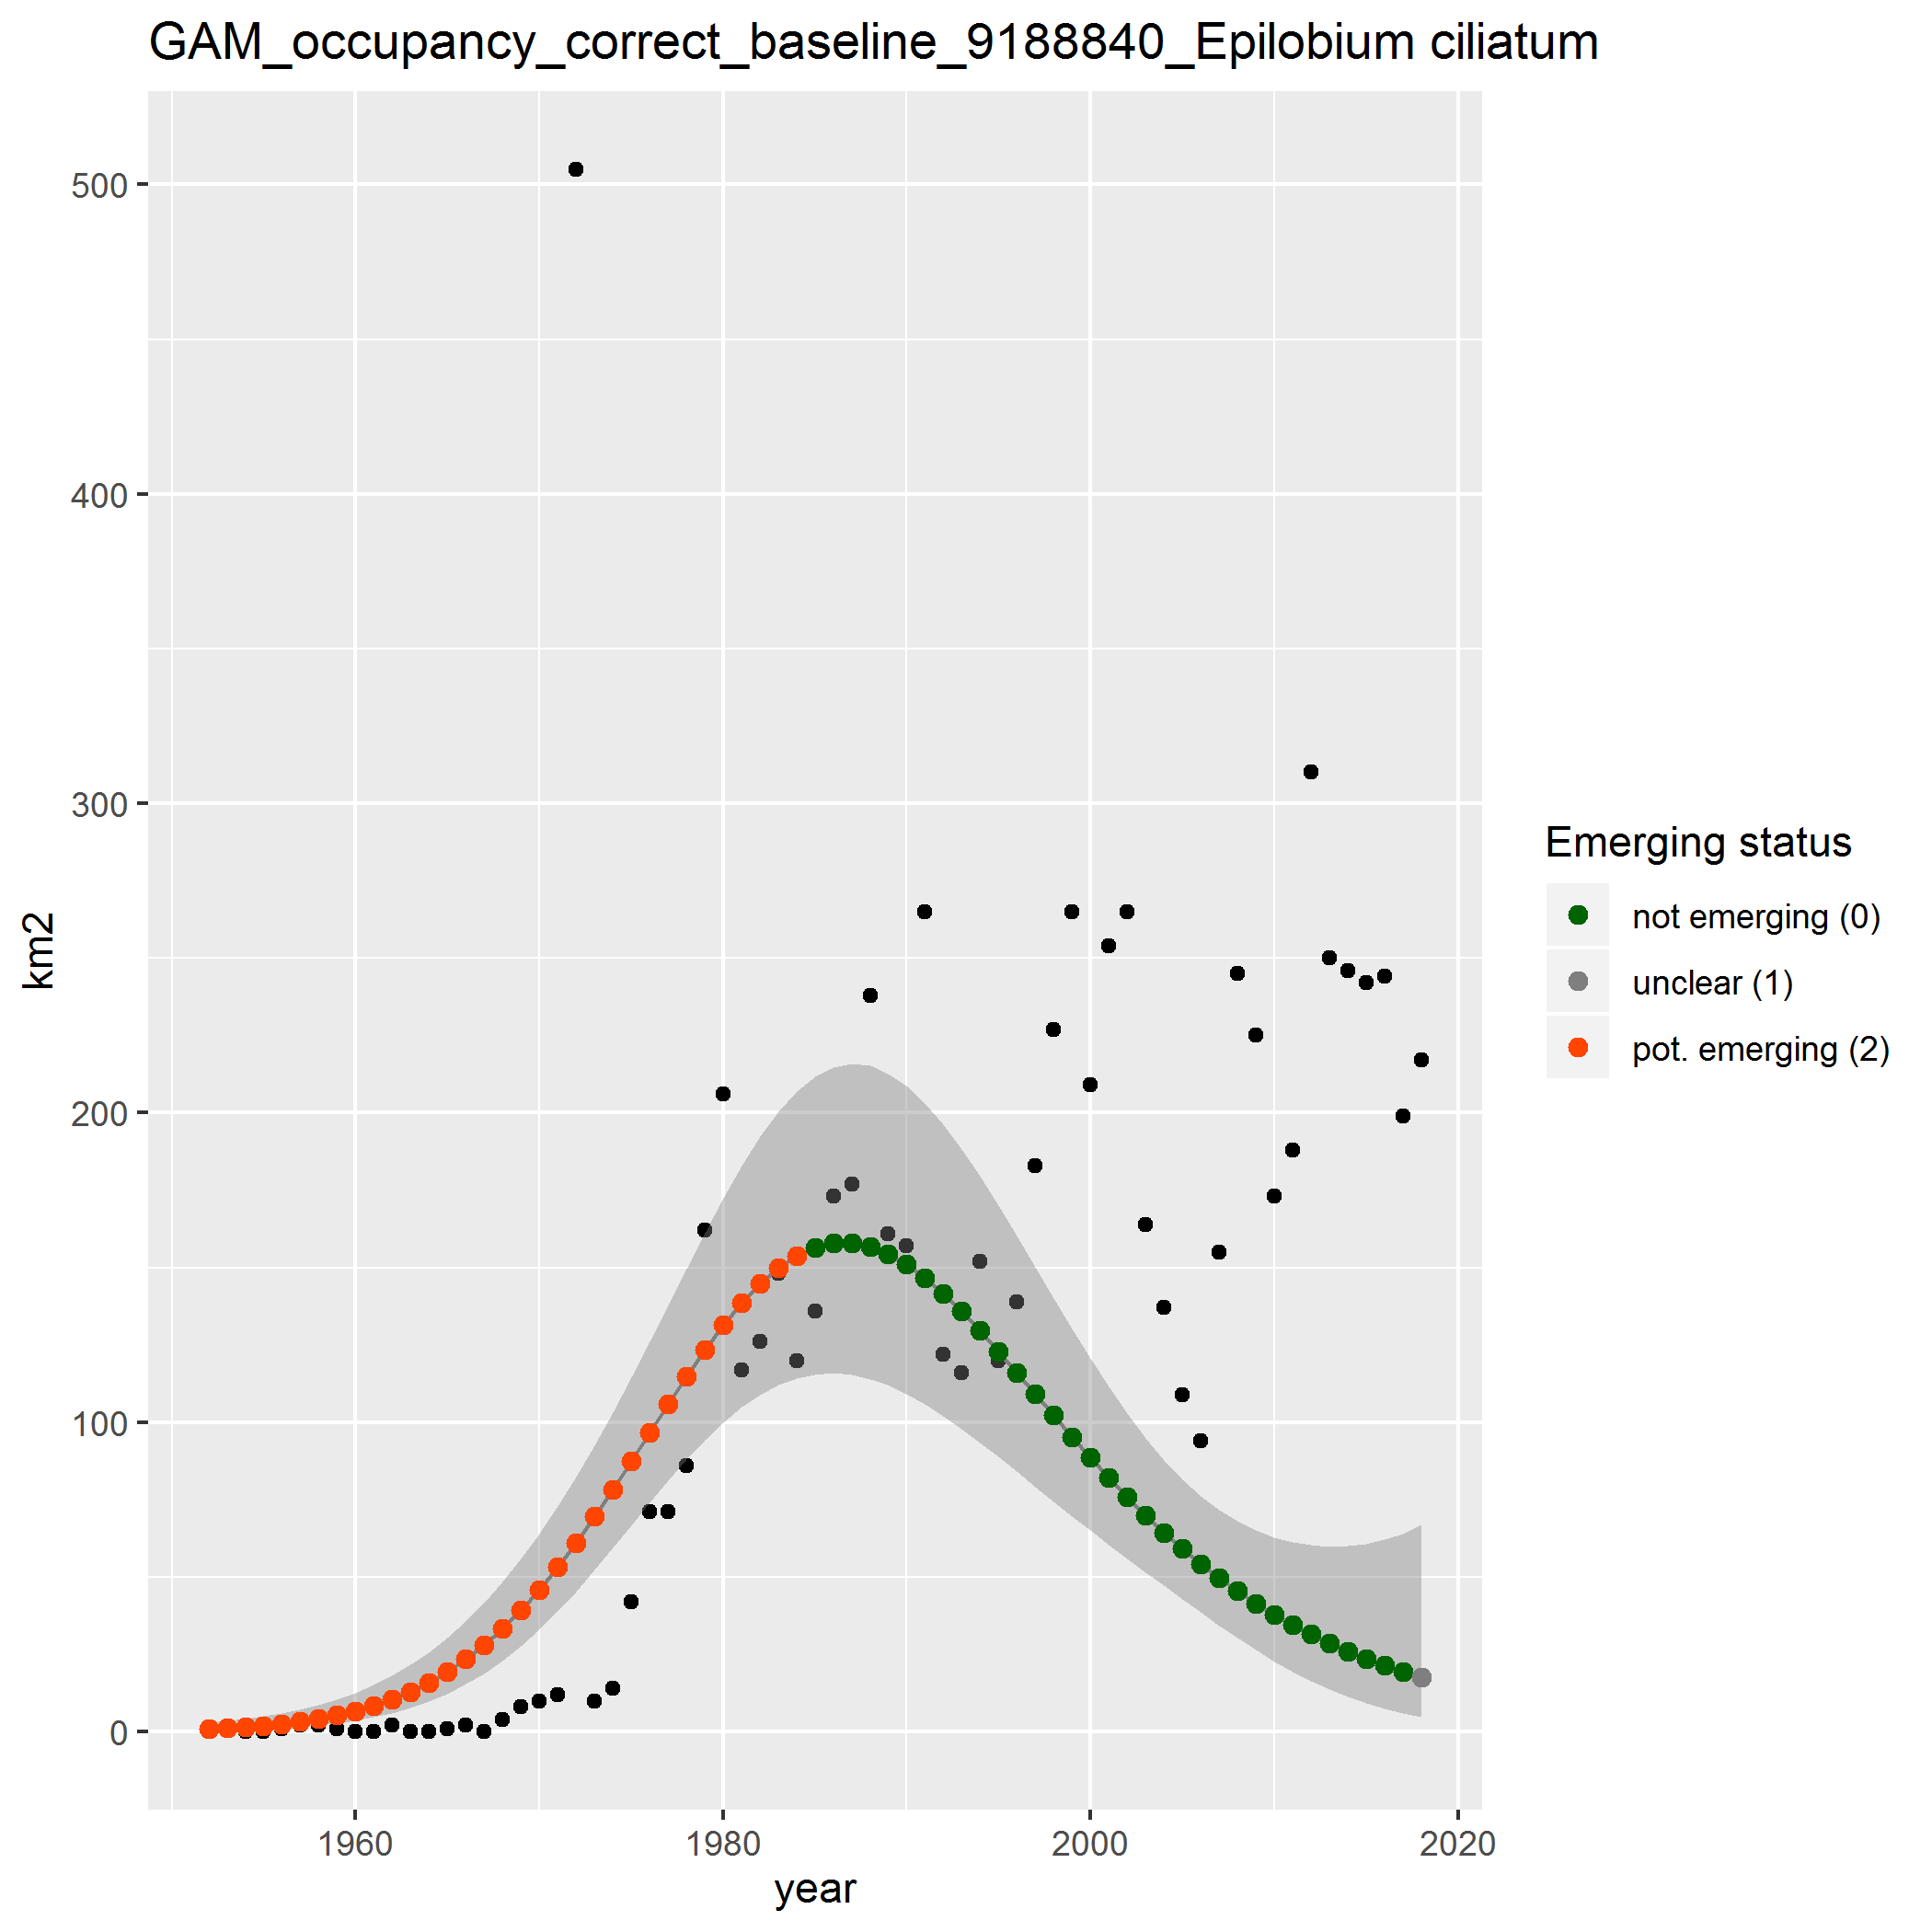 GAM_occupancy_correct_baseline_9188840_Epilobium ciliatum
500
400
300
200
100
0
km2
1960
1980
2000
2020
year
Emerging status
not emerging (0)
unclear (1)
pot. emerging (2)